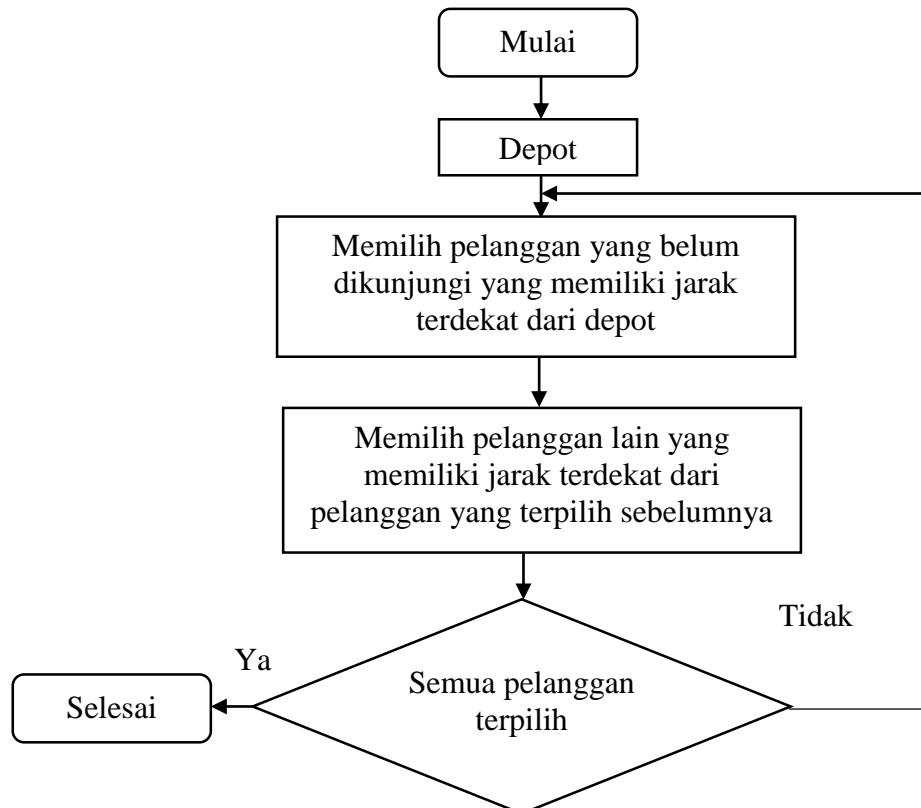 Mulai
Depot
Memilih pelanggan yang belum
dikunjungi yang memiliki jarak
terdekat dari depot
Memilih pelanggan lain yang
memiliki jarak terdekat dari
pelanggan yang terpilih sebelumnya
Tidak
Ya
Semua pelanggan
terpilih
Selesai